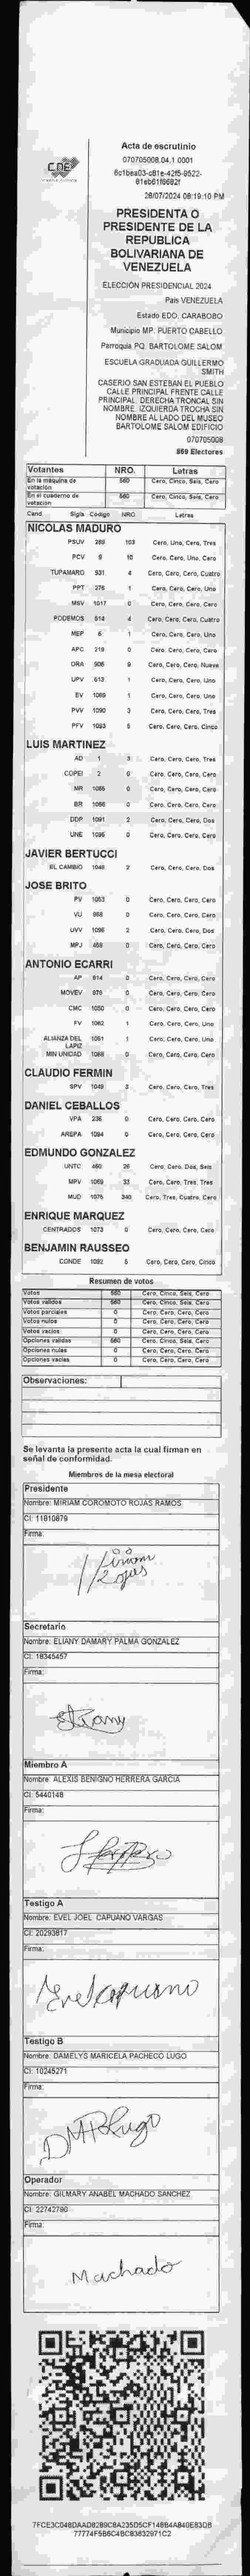 CNE
Acta de escrutinio
070705008.04.1.0001
6c1bea03-c81e-42f5-9522-
81eb61f6682f
28/07/2024 08:19:10 PM
PRESIDENTA O
PRESIDENTE DE LA
REPUBLICA
BOLIVARIANA DE
VENEZUELA
ELECCIÓN PRESIDENCIAL 2024
País VENEZUELA
Estado EDO. CARABOBO
Municipio MP. PUERTO CABELLO
Parroquia PQ. BARTOLOME SALOM
ESCUELA GRADUADA GUILLERMO
SMITH
CASERIO SAN ESTEBAN EL PUEBLO
CALLE PRINCIPAL FRENTE CALLE
PRINCIPAL. DERECHA TRONCAL SIN
NOMBRE. IZQUIERDA TROCHA SIN
NOMBRE AL LADO DEL MUSEO
BARTOLOME SALOM EDIFICIO
070705008
869 Electores
Votantes NRO. Letras
En la máquina de votación 560 Cero, Cinco, Seis, Cero
En el cuaderno de votación 560 Cero, Cinco, Seis, Cero
Cand. Sigla Codigo NRO. Letras
NICOLAS MADURO
PSUV 289 103 Cero, Uno, Cero, Tres
PCV 9 10 Cero, Cero, Uno, Cero
TUPAMARO 931 4 Cero, Cero, Cero, Cuatro
PPT 276 1 Cero, Cero, Cero, Uno
MSV 1017 0 Cero, Cero, Cero, Cero
PODEMOS 514 4 Cero, Cero, Cero, Cuatro
MEP 6 1 Cero, Cero, Cero, Uno
APC 219 0 Cero, Cero, Cero, Cero
ORA 906 9 Cero, Cero, Cero, Nueve
UPV 613 1 Cero, Cero, Cero, Uno
EV 1069 1 Cero, Cero, Cero, Uno
PVV 1090 3 Cero, Cero, Cero, Tres
PFV 1093 5 Cero, Cero, Cero, Cinco
LUIS MARTINEZ
AD 1 3 Cero, Cero, Cero, Tres
COPEI 2 0 Cero, Cero, Cero, Cero
MR 1065 0 Cero, Cero, Cero, Cero
BR 1066 0 Cero, Cero, Cero, Cero
DDP 1091 2 Cero, Cero, Cero, Dos
UNE 1095 0 Cero, Cero, Cero, Cero
JAVIER BERTUCCI
EL CAMBIO 1048 2 Cero, Cero, Cero, Dos
JOSE BRITO
PV 1053 0 Cero, Cero, Cero, Cero
VU 868 0 Cero, Cero, Cero, Cero
UVV 1096 2 Cero, Cero, Cero, Dos
MPJ 459 0 Cero, Cero, Cero, Cero
ANTONIO ECARRI
AP 814 0 Cero, Cero, Cero, Cero
MOVEV 979 0 Cero, Cero, Cero, Cero
CMC 1050 0 Cero, Cero, Cero, Cero
FV 1062 1 Cero, Cero, Cero, Uno
ALIANZA DEL LAPIZ 1051 1 Cero, Cero, Cero, Uno
MIN UNIDAD 1068 0 Cero, Cero, Cero, Cero
CLAUDIO FERMIN
SPV 1049 3 Cero, Cero, Cero, Tres
DANIEL CEBALLOS
VPA 236 0 Cero, Cero, Cero, Cero
AREPA 1094 0 Cero, Cero, Cero, Cero
EDMUNDO GONZALEZ
UNTC 460 26 Cero, Cero, Dos, Seis
MPV 1059 33 Cero, Cero, Tres, Tres
MUD 1075 340 Cero, Tres, Cuatro, Cero
ENRIQUE MARQUEZ
CENTRADOS 1073 0 Cero, Cero, Cero, Cero
BENJAMIN RAUSSEO
CONDE 1092 5 Cero, Cero, Cero, Cinco
Resumen de votos
Votos 560 Cero, Cinco, Seis, Cero
Votos validos 560 Cero, Cinco, Seis, Cero
Votos parciales 0 Cero, Cero, Cero, Cero
Votos nulos 0 Cero, Cero, Cero, Cero
Votos vacios 0 Cero, Cero, Cero, Cero
Opciones validas 560 Cero, Cinco, Seis, Cero
Opciones nulas 0 Cero, Cero, Cero, Cero
Opciones vacias 0 Cero, Cero, Cero, Cero
Observaciones:
Se levanta la presente acta la cual firman en
señal de conformidad.
Miembros de la mesa electoral
Presidente
Nombre: MIRIAM COROMOTO ROJAS RAMOS
CI: 11810879
Firma:
Secretario
Nombre: ELIANY DAMARY PALMA GONZALEZ
CI: 18345457
Firma:
Eliany
Miembro A
Nombre: ALEXIS BENIGNO HERRERA GARCIA
CI: 5440148
Firma:
Testigo A
Nombre: EVEL JOEL CAPUANO VARGAS
CI: 20293817
Firma:
Evel Capuano
Testigo B
Nombre: DAMELYS MARICELA PACHECO LUGO
CI: 10245271
Firma:
DMPLugo
Operador
Nombre: GILMARY ANABEL MACHADO SANCHEZ
CI: 22742790
Firma:
Machado